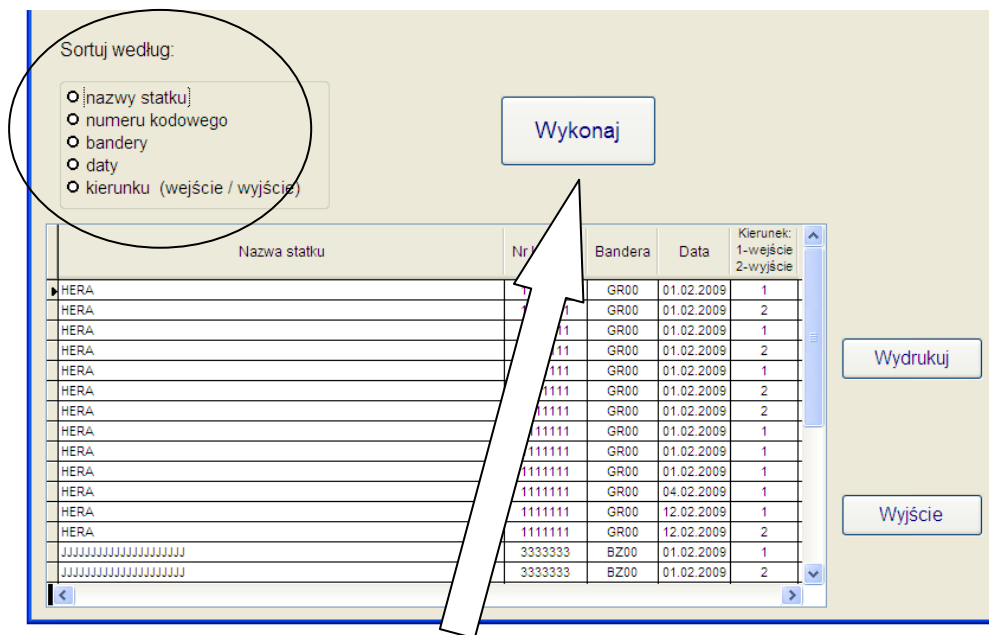 Sortuj według:
nazwy statku
numeru kodowego
bandery
daty
kierunku (wejście / wyjście)
Wykonaj
Nazwa statku Nr Bandera Data Kierunek:
1-wejście
2-wyjście
HERA GR00 01.02.2009 1
HERA GR00 01.02.2009 2
HERA GR00 01.02.2009 1
HERA GR00 01.02.2009 2
HERA GR00 01.02.2009 1
HERA GR00 01.02.2009 2
HERA GR00 01.02.2009 2
HERA GR00 01.02.2009 1
HERA GR00 01.02.2009 1
HERA 1111111 GR00 01.02.2009 1
HERA 1111111 GR00 04.02.2009 1
HERA 1111111 GR00 12.02.2009 1
HERA 1111111 GR00 12.02.2009 2
JJJJJJJJJJJJJJJJJJJJ 3333333 BZ00 01.02.2009 1
JJJJJJJJJJJJJJJJJJJJ 3333333 BZ00 01.02.2009 2
Wydrukuj
Wyjście